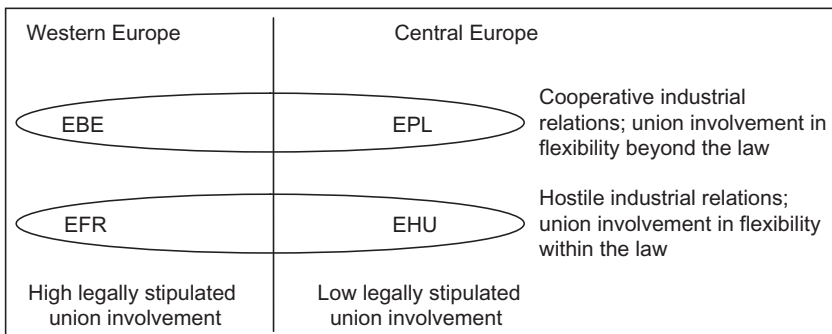 Western Europe
Central Europe
EBE
EPL
Cooperative industrial
relations; union involvement in
flexibility beyond the law
EFR
EHU
Hostile industrial relations;
union involvement in flexibility
within the law
High legally stipulated
union involvement
Low legally stipulated
union involvement